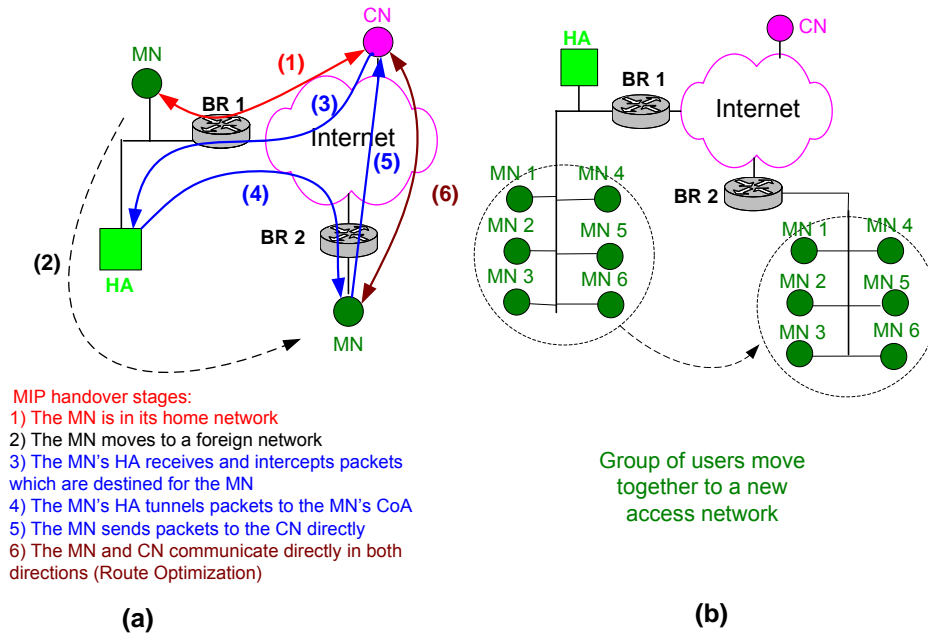 CN
MN
HA
(1)
BR 1
(3)
Internet
(5)
(4)
(6)
BR 2
(2)
HA
MN
CN
BR 1
Internet
MN 1
MN 4
BR 2
MN 2
MN 5
MN 1
MN 4
MN 3
MN 6
MN 2
MN 5
MN 3
MN 6
MIP handover stages:
1) The MN is in its home network
2) The MN moves to a foreign network
3) The MN's HA receives and intercepts packets
which are destined for the MN
4) The MN's HA tunnels packets to the MN's CoA
5) The MN sends packets to the CN directly
6) The MN and CN communicate directly in both
directions (Route Optimization)
Group of users move
together to a new
access network
(a)
(b)